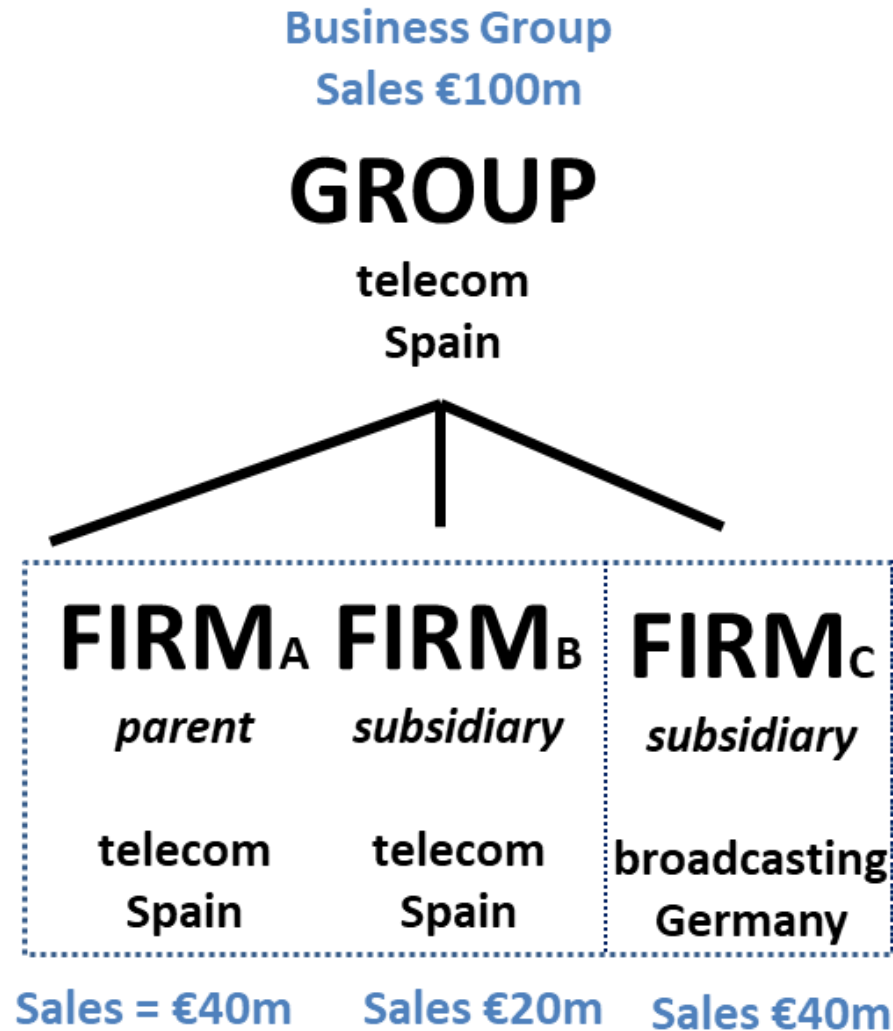 Business Group
Sales €100m
GROUP
telecom
Spain
FIRMA FIRMB FIRMC
parent subsidiary subsidiary
telecom telecom broadcasting
Spain Spain Germany
Sales = €40m Sales €20m Sales €40m